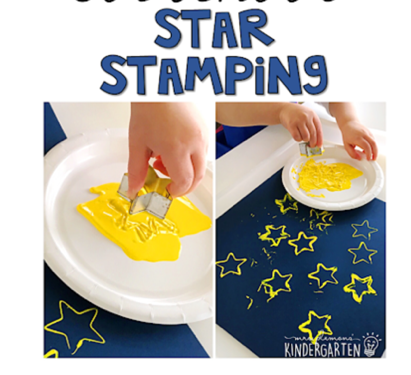 STAR
STAMPING
mrs. plemons'
KINDERGARTEN